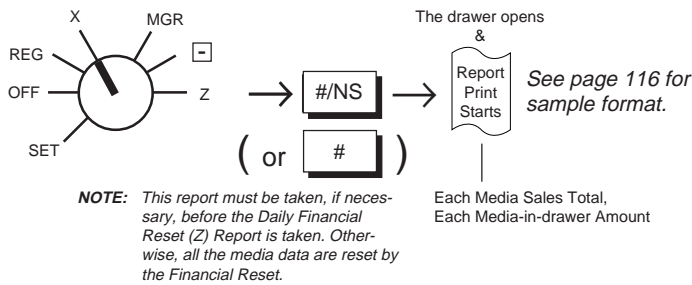 X
MGR
REG
-
OFF
Z
SET
#/NS
( or # )
The drawer opens
&
Report
Print
Starts
See page 116 for
sample format.
Each Media Sales Total,
Each Media-in-drawer Amount
NOTE: This report must be taken, if neces-
sary, before the Daily Financial
Reset (Z) Report is taken. Other-
wise, all the media data are reset by
the Financial Reset.